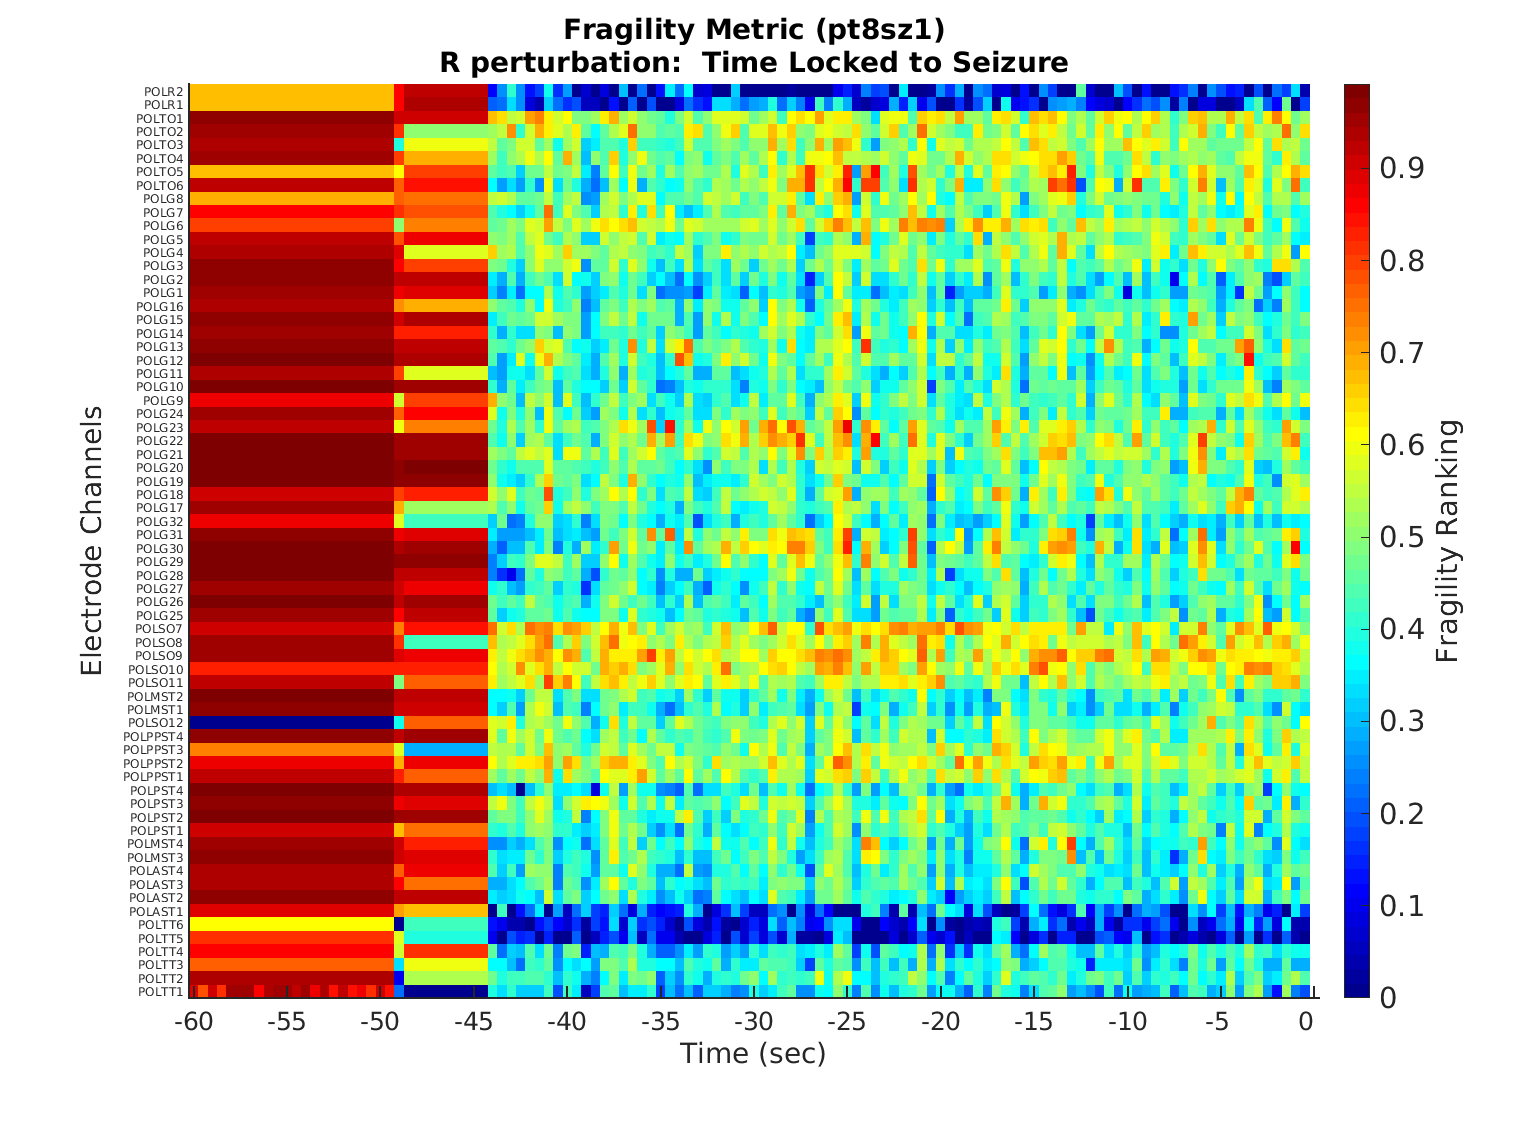 Fragility Metric (pt8sz1)
R perturbation:  Time Locked to Seizure
Electrode Channels
POLR2
POLR1
POLTO1
POLTO2
POLTO3
POLTO4
POLTO5
POLTO6
POLG8
POLG7
POLG6
POLG5
POLG4
POLG3
POLG2
POLG1
POLG16
POLG15
POLG14
POLG13
POLG12
POLG11
POLG10
POLG9
POLG24
POLG23
POLG22
POLG21
POLG20
POLG19
POLG18
POLG17
POLG32
POLG31
POLG30
POLG29
POLG28
POLG27
POLG26
POLG25
POLSO7
POLSO8
POLSO9
POLSO10
POLSO11
POLMST2
POLMST1
POLSO12
POLPPST4
POLPPST3
POLPPST2
POLPPST1
POLPST4
POLPST3
POLPST2
POLPST1
POLMST4
POLMST3
POLAST4
POLAST3
POLAST2
POLAST1
POLTT6
POLTT5
POLTT4
POLTT3
POLTT2
POLTT1
-60 -55 -50 -45 -40 -35 -30 -25 -20 -15 -10 -5 0
Time (sec)
0.9
0.8
0.7
0.6
0.5
0.4
0.3
0.2
0.1
0
Fragility Ranking